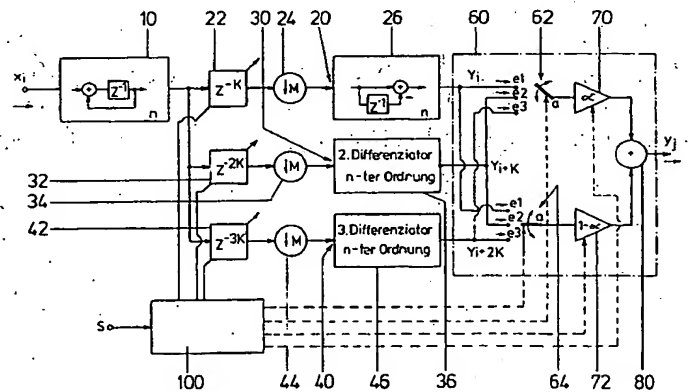 10 22 30 24 20 26 60 62 70
xi
Z⁻¹
n
Z⁻ᴷ
↓M
Z⁻¹
n
Yi
e1
e2
e3
a
α
yj
Z⁻²ᴷ
↓M
2. Differenziator
n-ter Ordnung
Yi+K
32
34
42
e1
e2
e3
a
1-α
Z⁻³ᴷ
↓M
3. Differenziator
n-ter Ordnung
Yi+2K
S
100 44 40 46 36 64 72 80